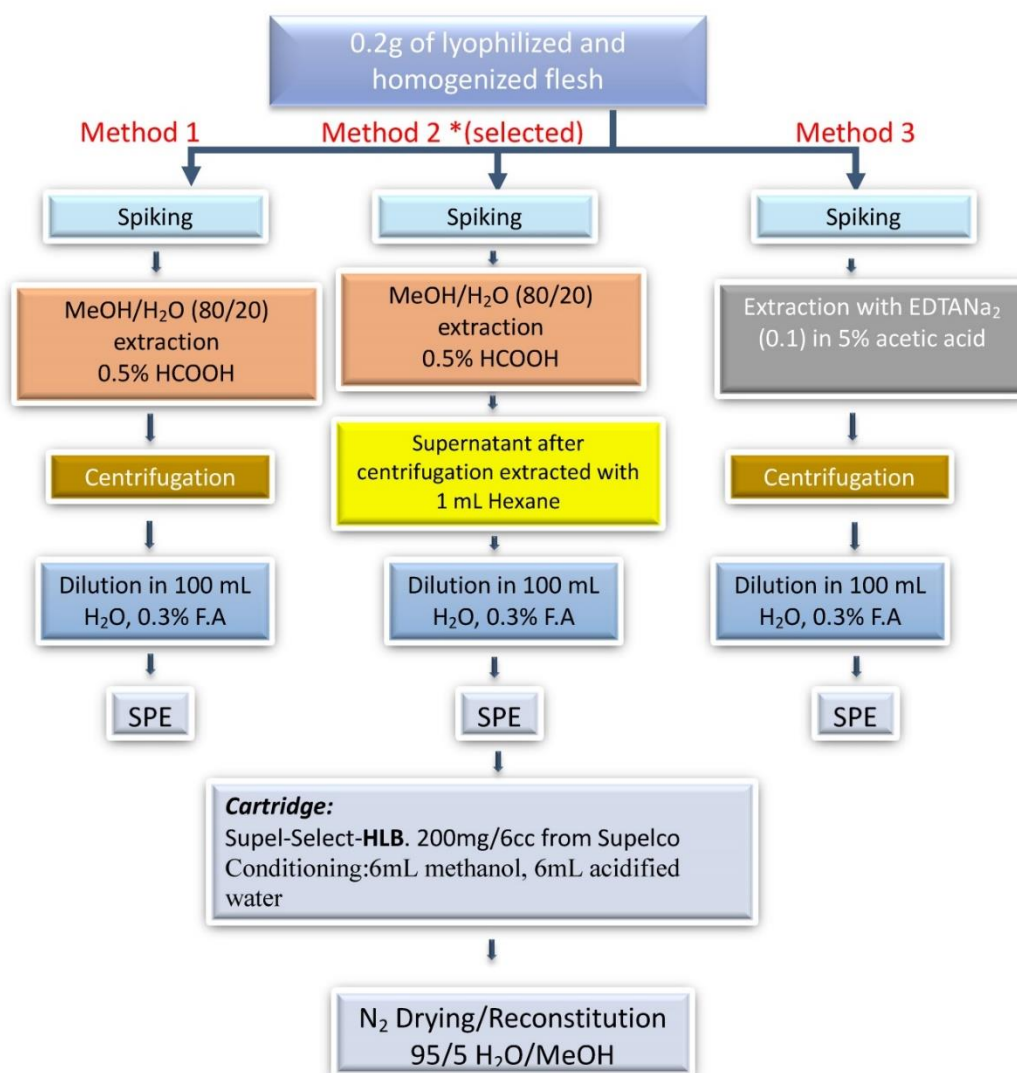 0.2g of lyophilized and
homogenized flesh
Method 1
Method 2 *(selected)
Method 3
Spiking
Spiking
Spiking
MeOH/H₂O (80/20)
extraction
0.5% HCOOH
MeOH/H₂O (80/20)
extraction
0.5% HCOOH
Extraction with EDTANa₂
(0.1) in 5% acetic acid
Centrifugation
Supernatant after
centrifugation extracted with
1 mL Hexane
Centrifugation
Dilution in 100 mL
H₂O, 0.3% F.A
Dilution in 100 mL
H₂O, 0.3% F.A
Dilution in 100 mL
H₂O, 0.3% F.A
SPE
SPE
SPE
Cartridge:
Supel-Select-HLB. 200mg/6cc from Supelco
Conditioning:6mL methanol, 6mL acidified
water
N₂ Drying/Reconstitution
95/5 H₂O/MeOH